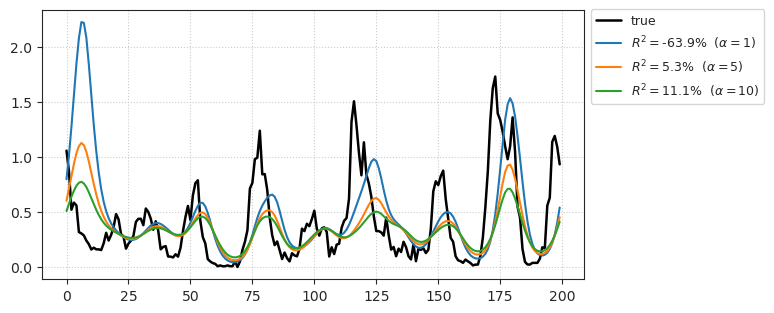 2.0
1.5
1.0
0.5
0.0
0 25 50 75 100 125 150 175 200
true
R² = -63.9% (α = 1)
R² = 5.3% (α = 5)
R² = 11.1% (α = 10)